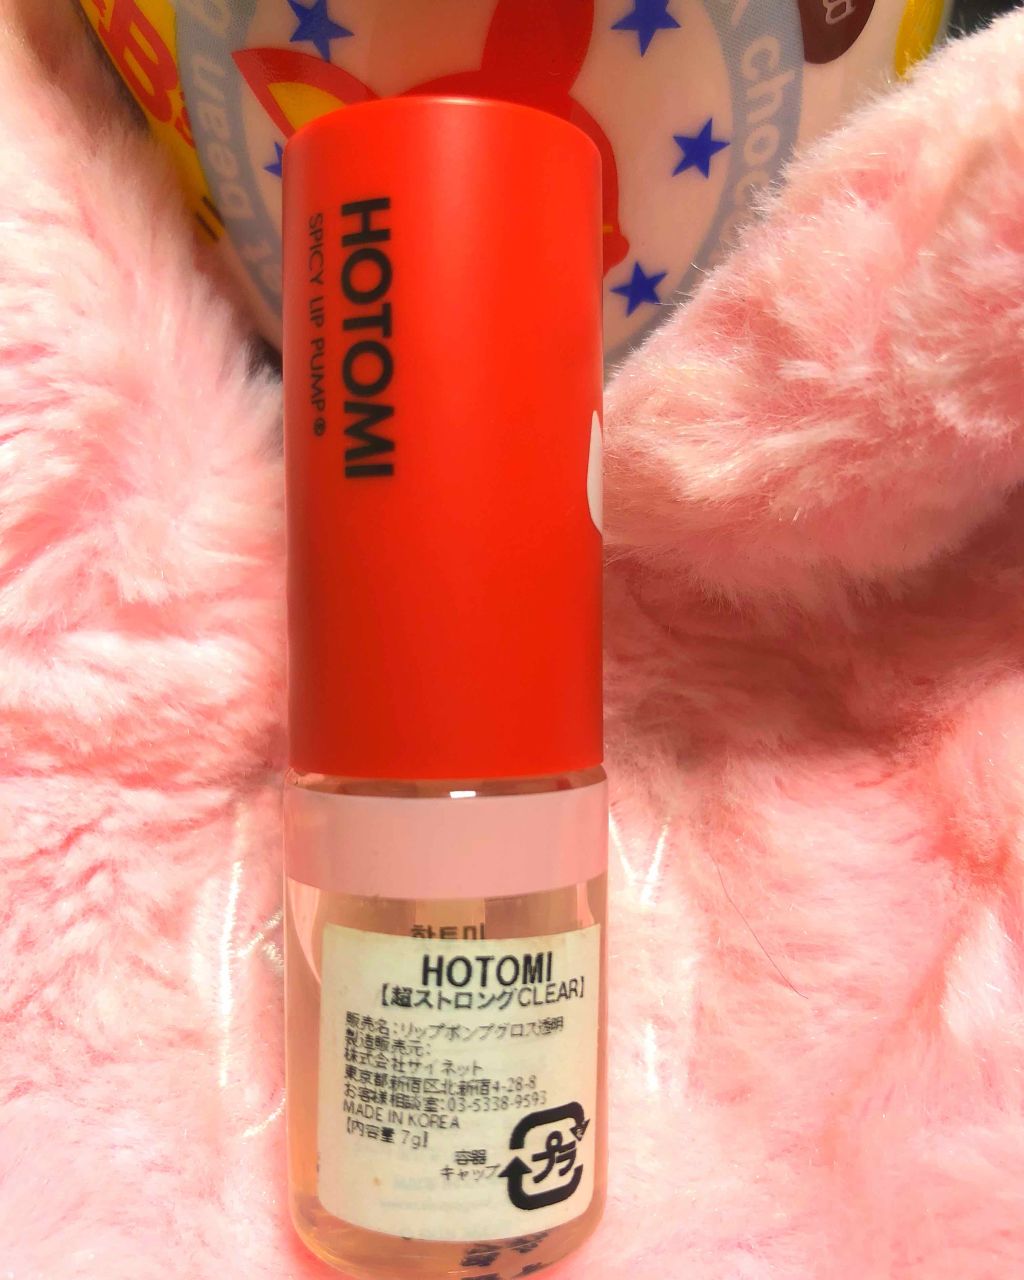 HOTOMI
SPICY LIP PUMP®
bean
핫토미
HOTOMI
【超ストロングCLEAR】
販売名：リップポンプグロス透明
製造販売元：
株式会社サイネット
東京都新宿区北新宿4-28-8
お客様相談室：03-5338-9593
MADE IN KOREA
【内容量 7g】
容器
キャップ
プラ